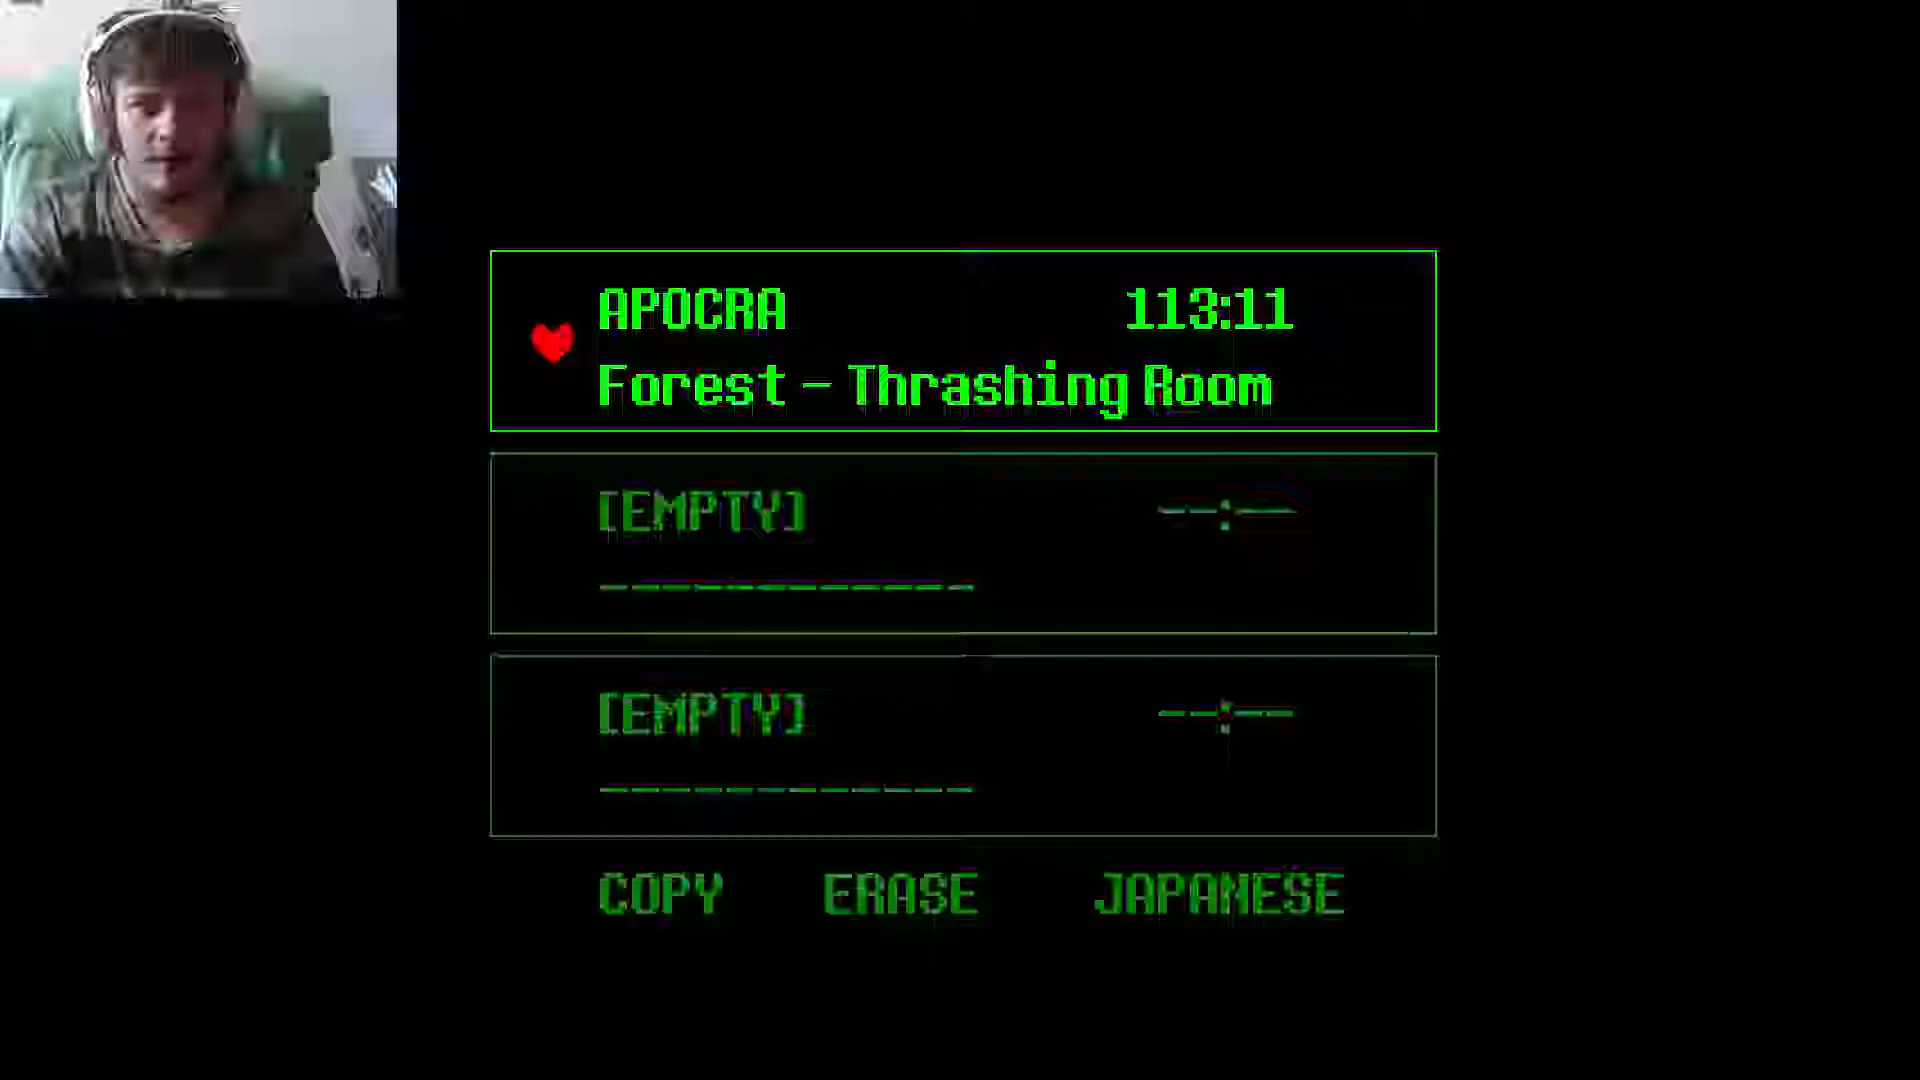 APOCRA 113:11
Forest - Thrashing Room
[EMPTY] --:--
------------
[EMPTY] --:--
------------
COPY ERASE JAPANESE